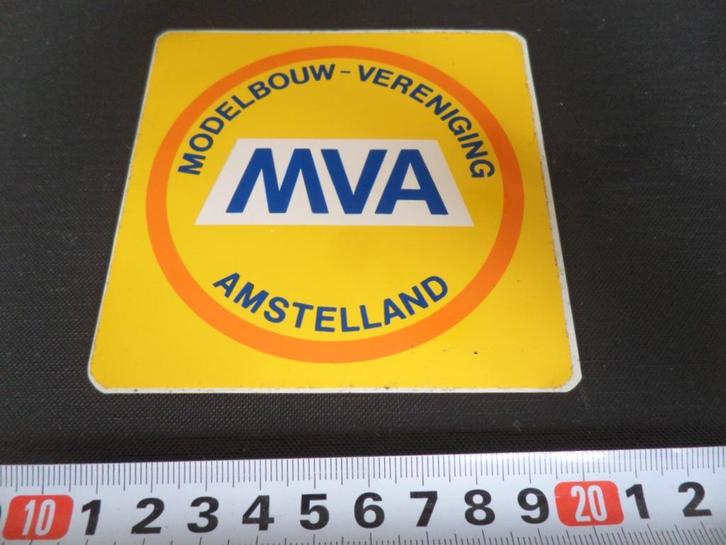 MODELBOUW-VERENIGING
MVA
AMSTELLAND
10 1 2 3 4 5 6 7 8 9 20 1 2